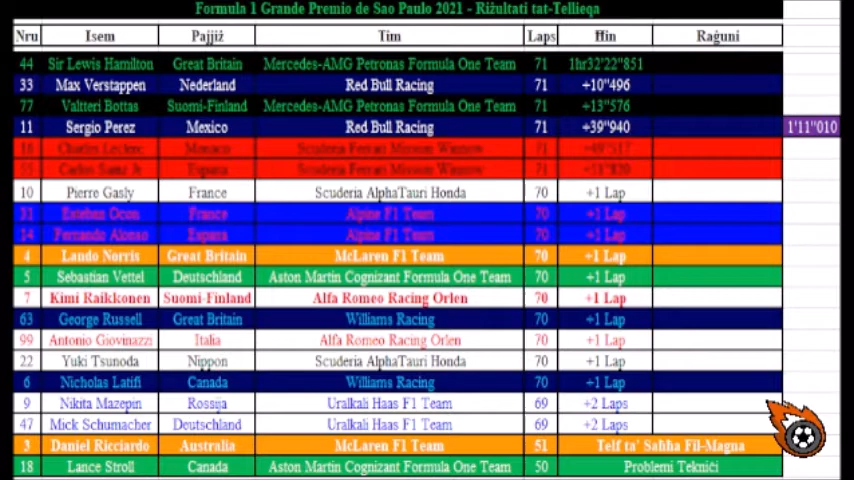 Formula 1 Grande Premio de Sao Paulo 2021 - Riżultati tat-Tellieqa
Nru Isem Pajjiż Tim Laps Ħin Raġuni
44 Sir Lewis Hamilton Great Britain Mercedes-AMG Petronas Formula One Team 71 1hr32'22"851
33 Max Verstappen Nederland Red Bull Racing 71 +10"496
77 Valtteri Bottas Suomi-Finland Mercedes-AMG Petronas Formula One Team 71 +13"576
11 Sergio Perez Mexico Red Bull Racing 71 +39"940 1'11"010
16 Charles Leclerc Monaco Scuderia Ferrari Mission Winnow 71 +49"517
55 Carlos Sainz Jr Espana Scuderia Ferrari Mission Winnow 71 +51"820
10 Pierre Gasly France Scuderia AlphaTauri Honda 70 +1 Lap
31 Esteban Ocon France Alpine F1 Team 70 +1 Lap
14 Fernando Alonso Espana Alpine F1 Team 70 +1 Lap
4 Lando Norris Great Britain McLaren F1 Team 70 +1 Lap
5 Sebastian Vettel Deutschland Aston Martin Cognizant Formula One Team 70 +1 Lap
7 Kimi Raikkonen Suomi-Finland Alfa Romeo Racing Orlen 70 +1 Lap
63 George Russell Great Britain Williams Racing 70 +1 Lap
99 Antonio Giovinazzi Italia Alfa Romeo Racing Orlen 70 +1 Lap
22 Yuki Tsunoda Nippon Scuderia AlphaTauri Honda 70 +1 Lap
6 Nicholas Latifi Canada Williams Racing 70 +1 Lap
9 Nikita Mazepin Rossija Uralkali Haas F1 Team 69 +2 Laps
47 Mick Schumacher Deutschland Uralkali Haas F1 Team 69 +2 Laps
3 Daniel Ricciardo Australia McLaren F1 Team 51 Telf ta' Saħħa Fil-Magna
18 Lance Stroll Canada Aston Martin Cognizant Formula One Team 50 Problemi Tekniċi